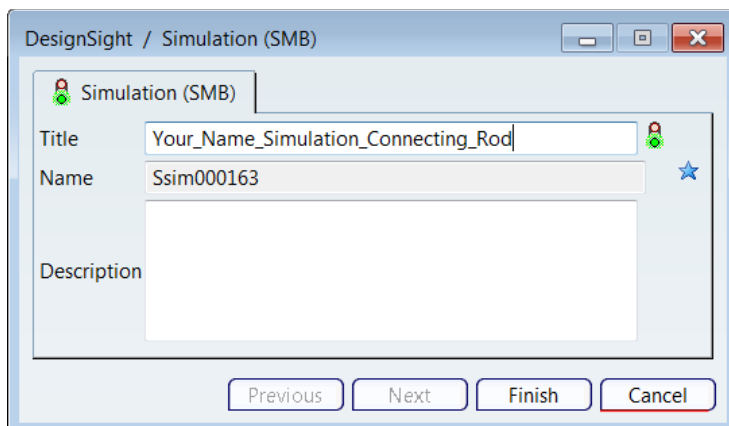 DesignSight / Simulation (SMB)
Simulation (SMB)
Title Your_Name_Simulation_Connecting_Rod
Name Ssim000163
Description
Previous Next Finish Cancel